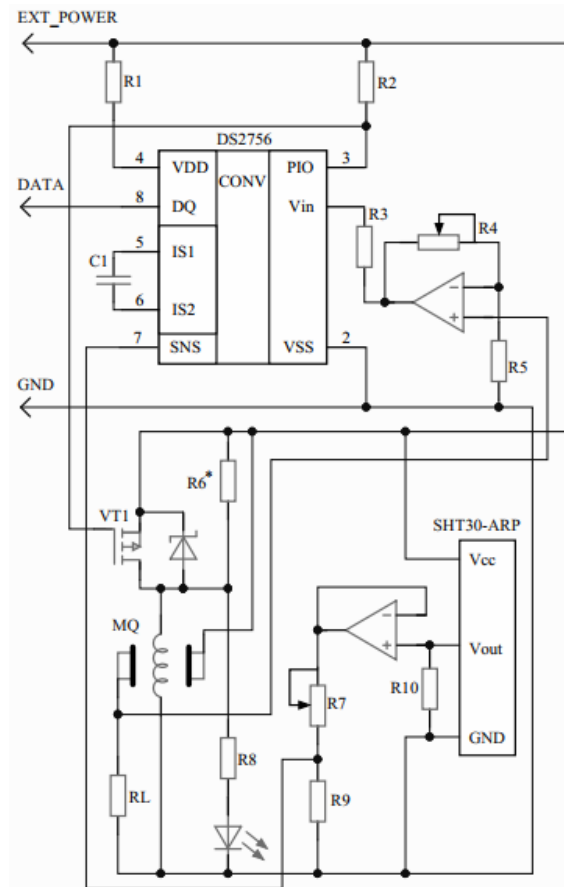 EXT_POWER
R1
R2
DS2756
4
VDD
CONV
PIO
3
DATA
8
DQ
Vin
R3
R4
C1
5
IS1
6
IS2
-
+
7
SNS
VSS
2
R5
GND
R6*
VT1
SHT30-ARP
Vcc
MQ
-
+
Vout
R7
R10
GND
RL
R8
R9